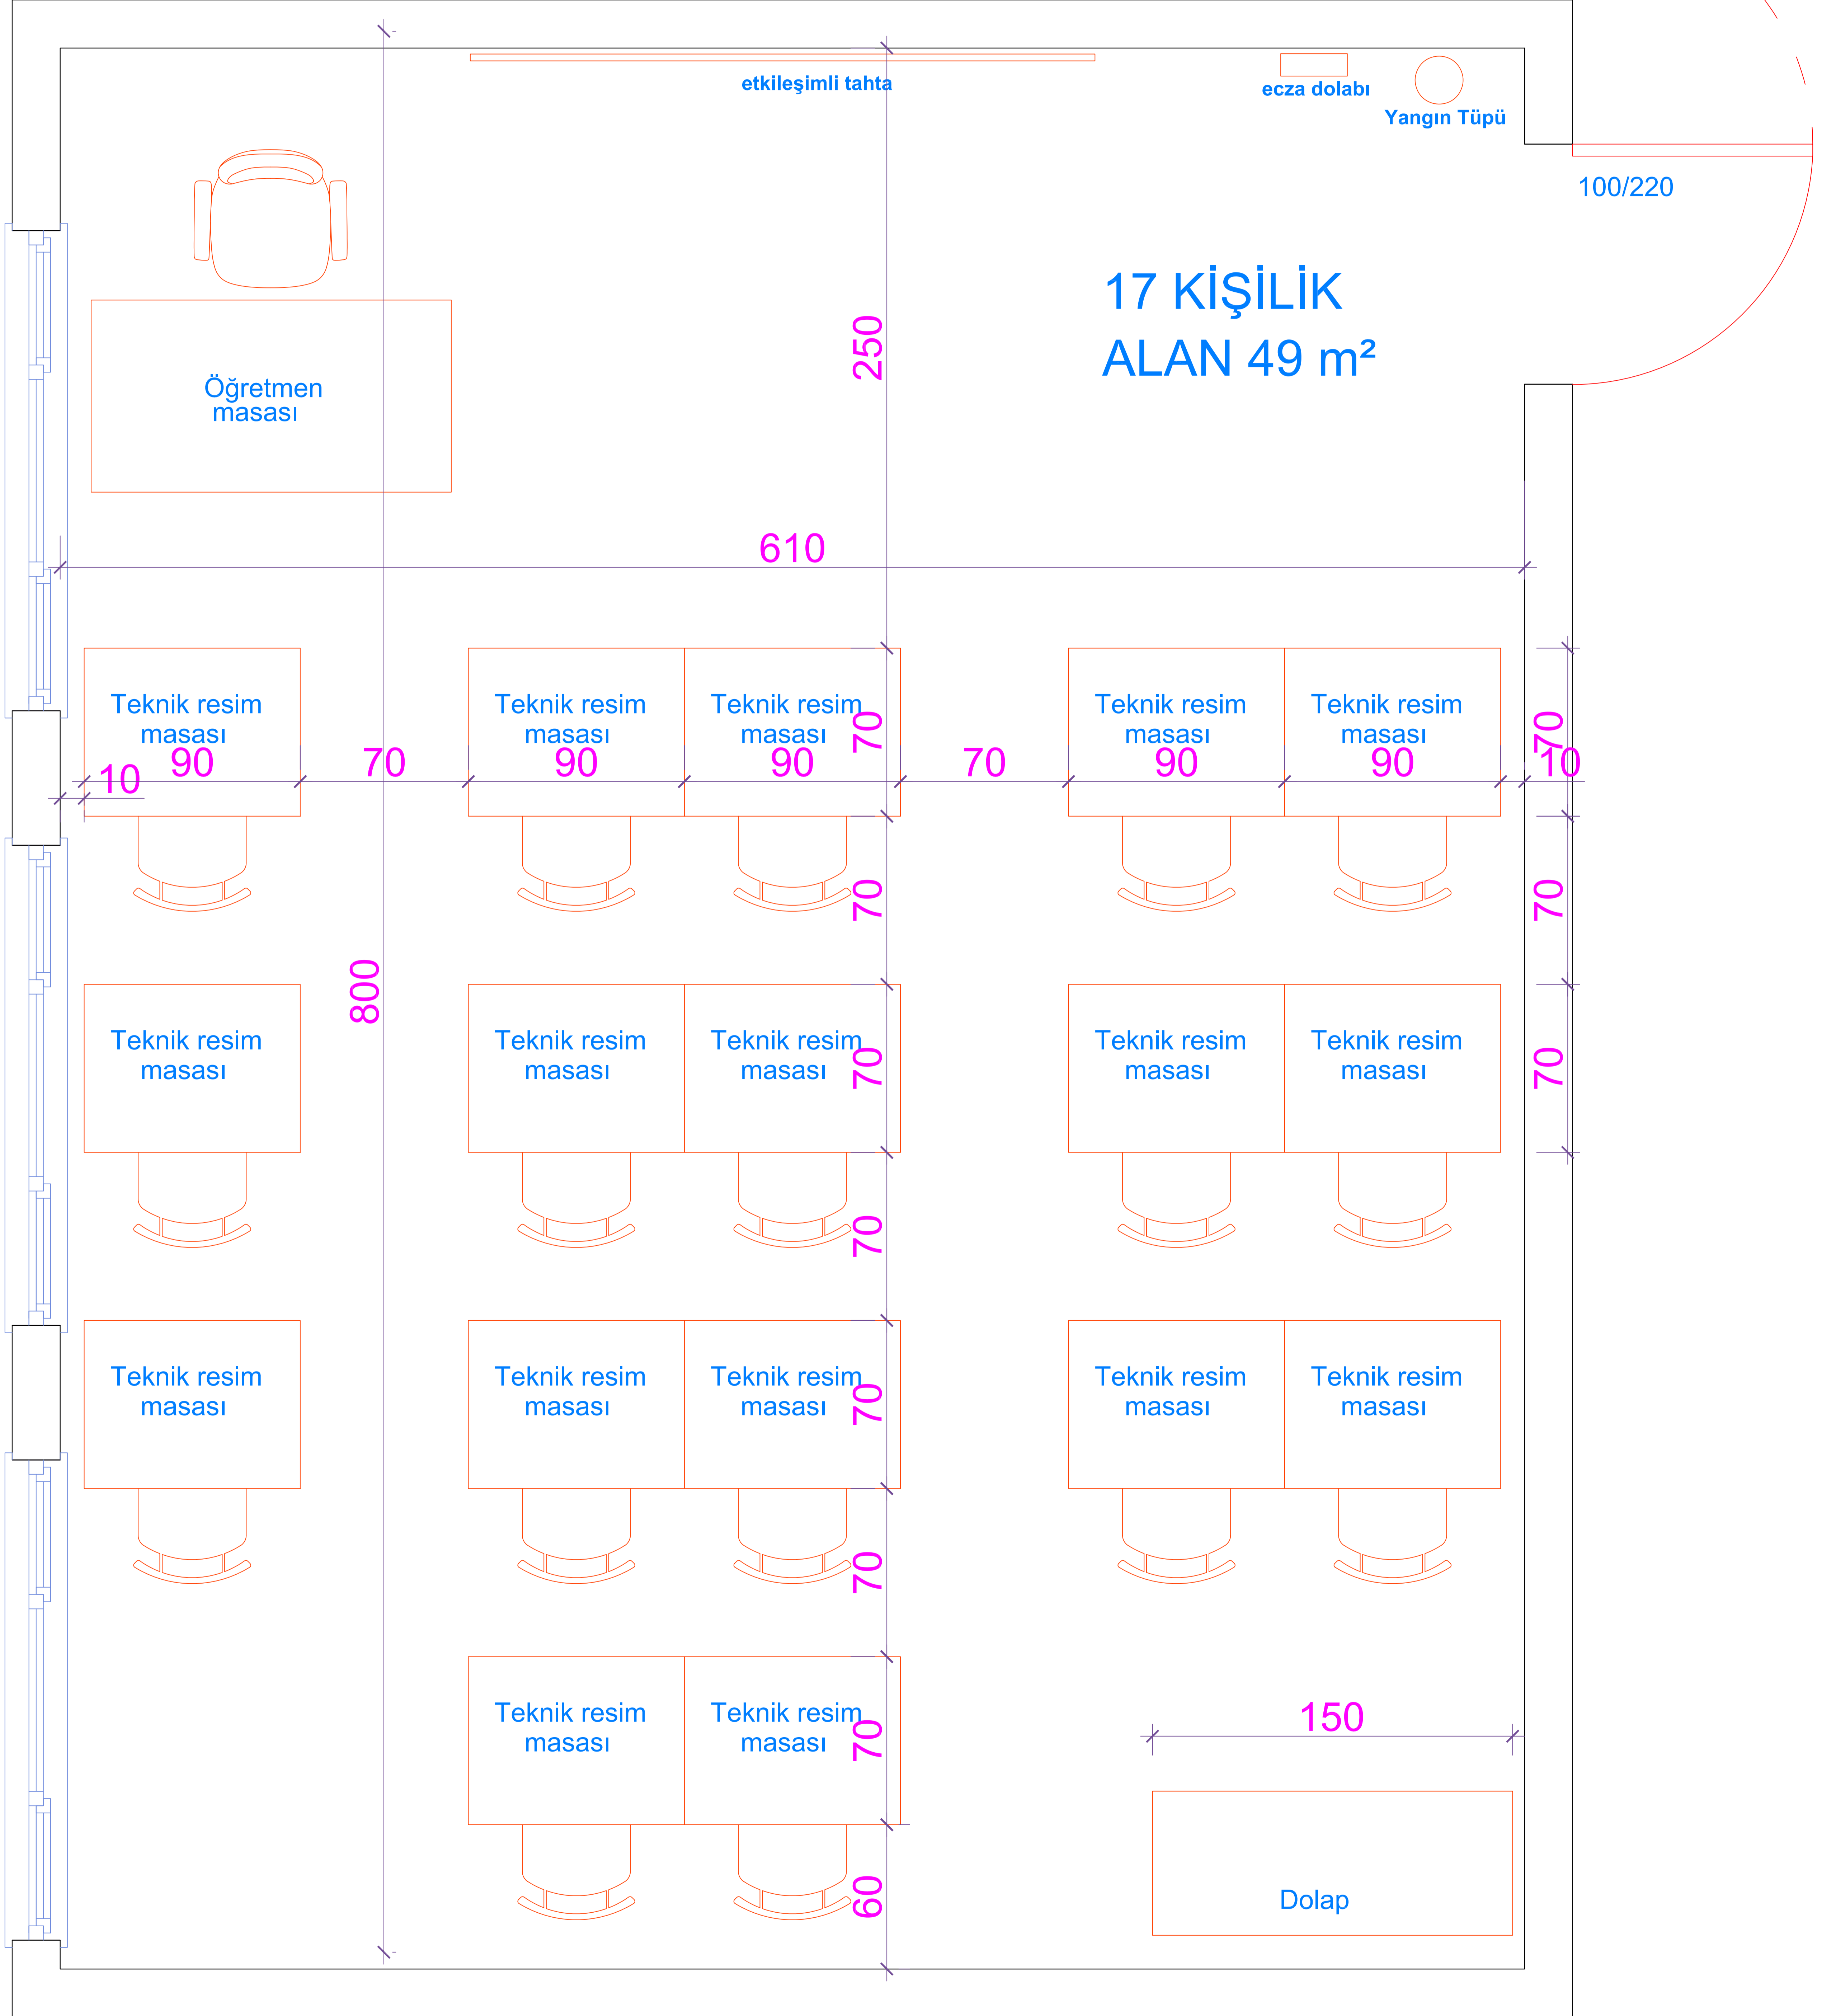 etkileşimli tahta
ecza dolabı
Yangın Tüpü
100/220
17 KİŞİLİK
ALAN 49 m²
250
Öğretmen
masası
610
Teknik resim
masası
Teknik resim
masası
Teknik resim
masası
Teknik resim
masası
Teknik resim
masası
70
70
10
90
70
90
90
70
90
90
10
70
70
800
Teknik resim
masası
Teknik resim
masası
Teknik resim
masası
Teknik resim
masası
Teknik resim
masası
70
70
70
Teknik resim
masası
Teknik resim
masası
Teknik resim
masası
Teknik resim
masası
Teknik resim
masası
70
70
Teknik resim
masası
Teknik resim
masası
70
150
60
Dolap